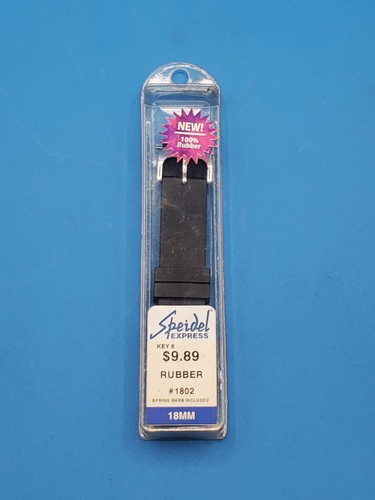 NEW!
100%
Rubber
Speidel
EXPRESS
KEY 6
$9.89
RUBBER
#1802
SPRING BARS INCLUDED
18MM